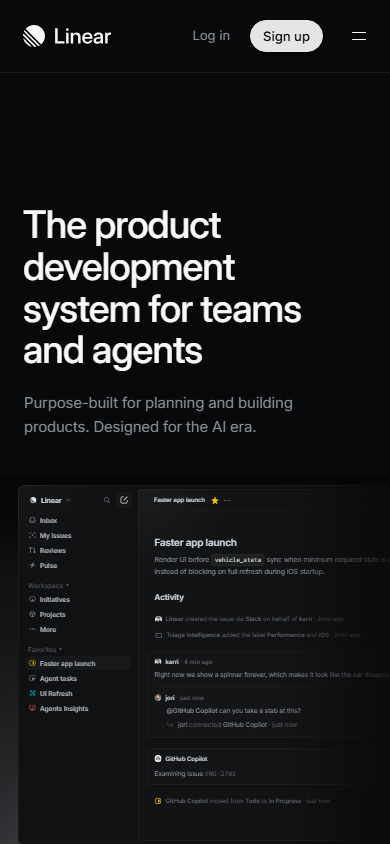 Linear
Log in
Sign up
The product
development
system for teams
and agents
Purpose-built for planning and building
products. Designed for the AI era.
Linear
Inbox
My issues
Reviews
Pulse
Workspace
Initiatives
Projects
More
Favorites
Faster app launch
Agent tasks
UI Refresh
Agents Insights
Faster app launch
Faster app launch
Render UI before vehicle_state sync when minimum required state is
instead of blocking on full refresh during iOS startup.
Activity
Linear created the issue via Slack on behalf of karri · 2min ago
Triage Intelligence added the label Performance and iOS · 2min ago
karri · 4 min ago
Right now we show a spinner forever, which makes it look like the car disappeared
jori · just now
@GitHub Copilot can you take a stab at this?
jori connected GitHub Copilot · just now
GitHub Copilot
Examining issue ENG-2703
GitHub Copilot moved from Todo to In Progress · just now